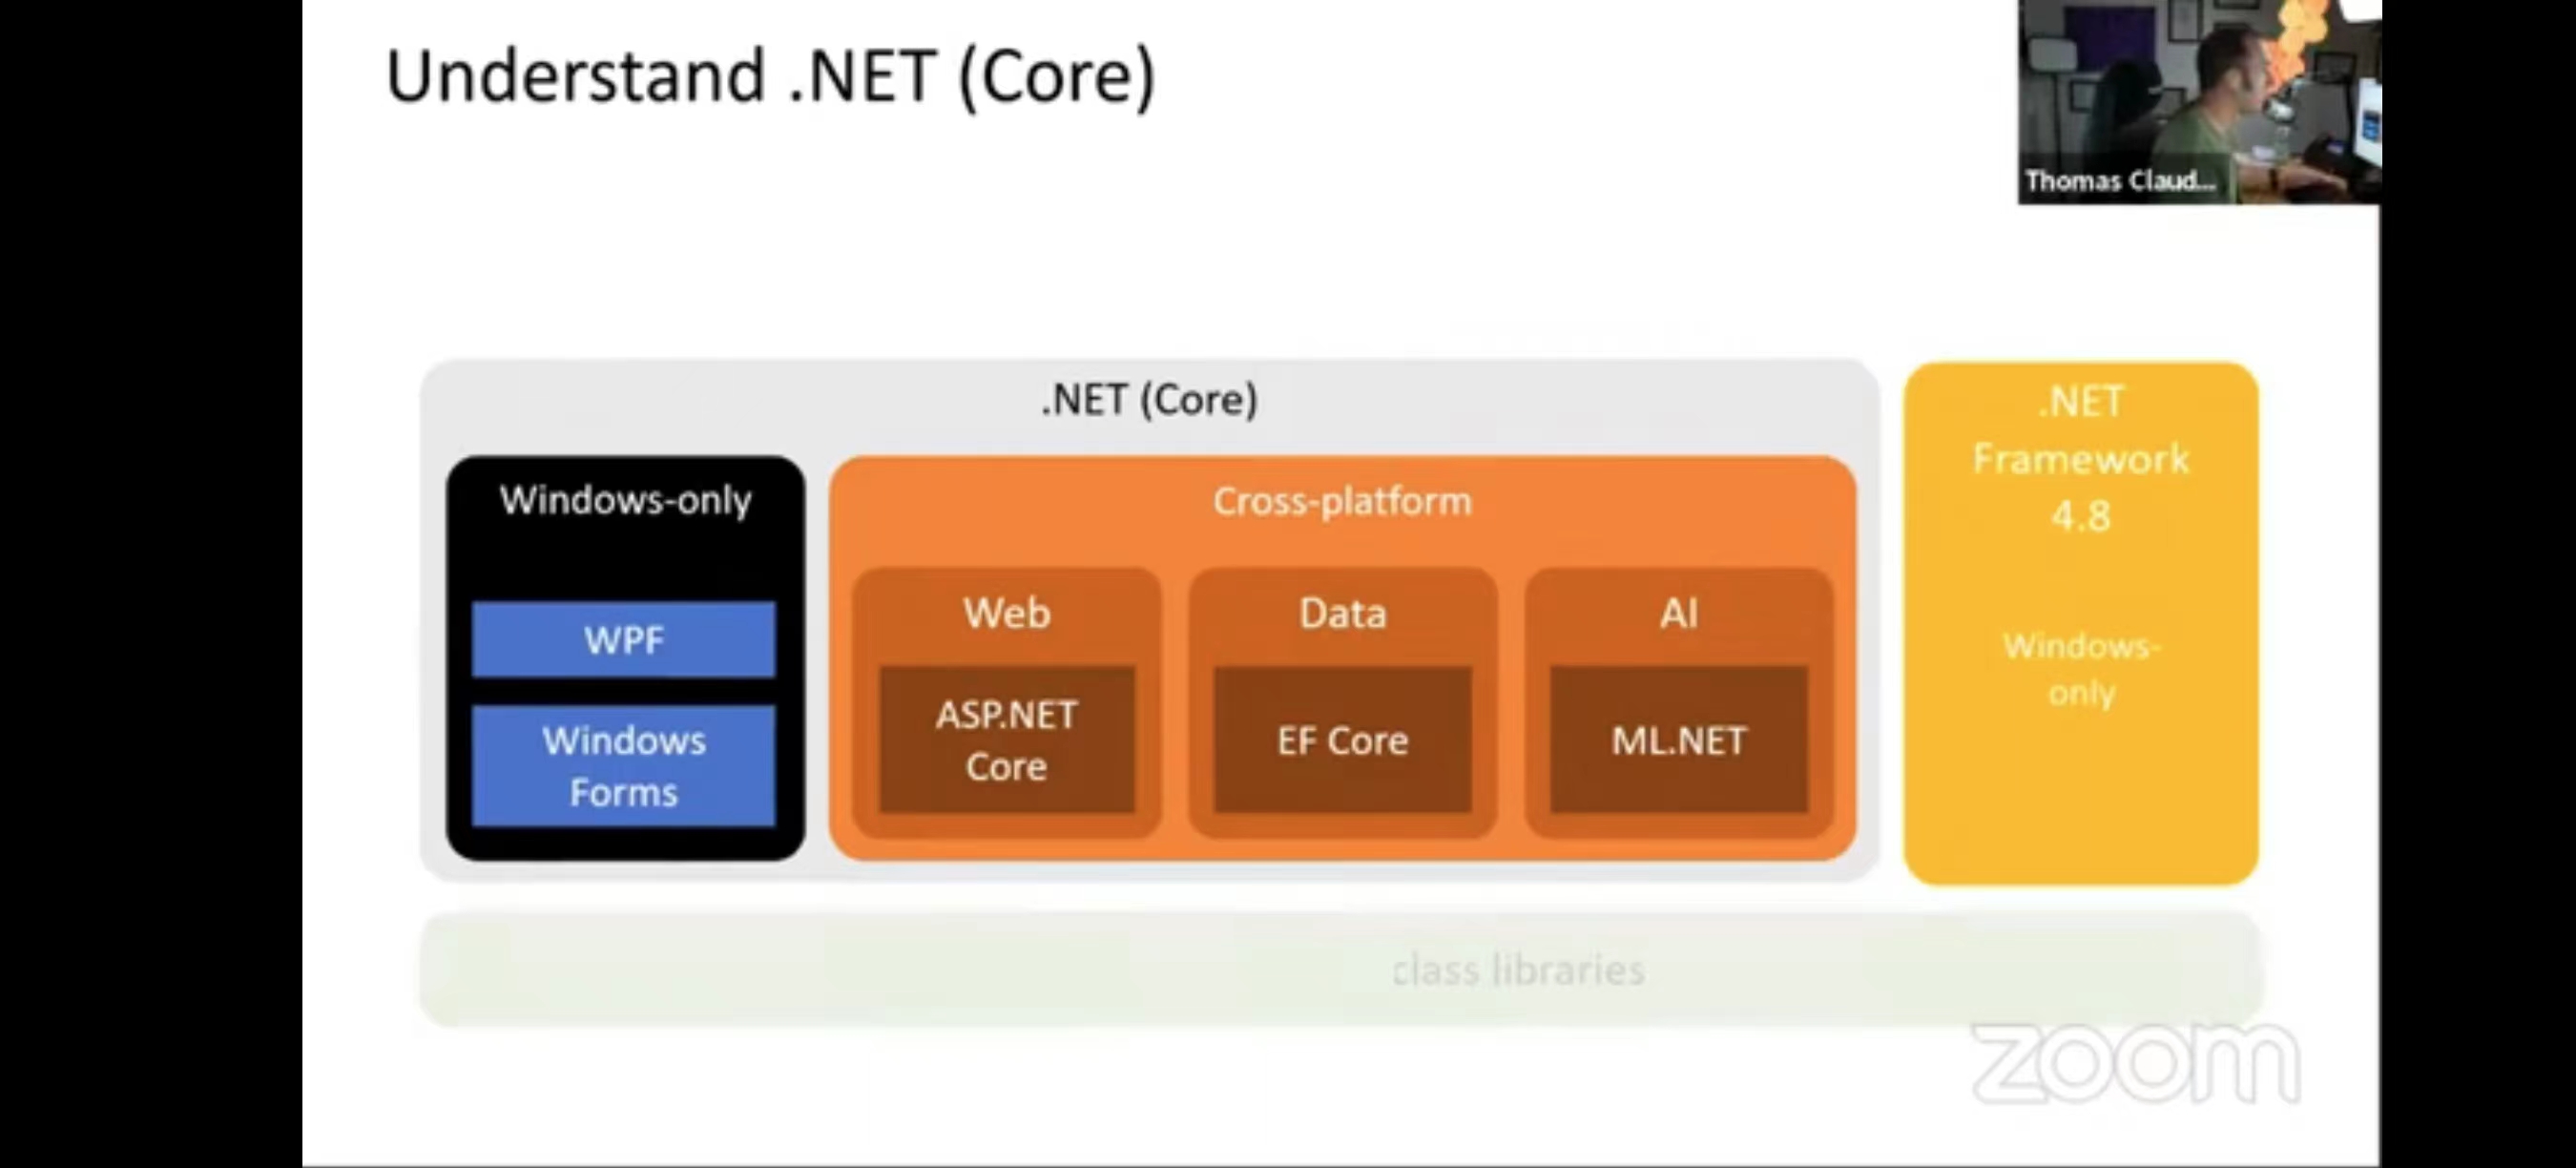 Understand .NET (Core)
Thomas Claud...
.NET (Core)
Windows-only
WPF
Windows
Forms
Cross-platform
Web
ASP.NET
Core
Data
EF Core
AI
ML.NET
.NET
Framework
4.8
Windows-
only
class libraries
zoom